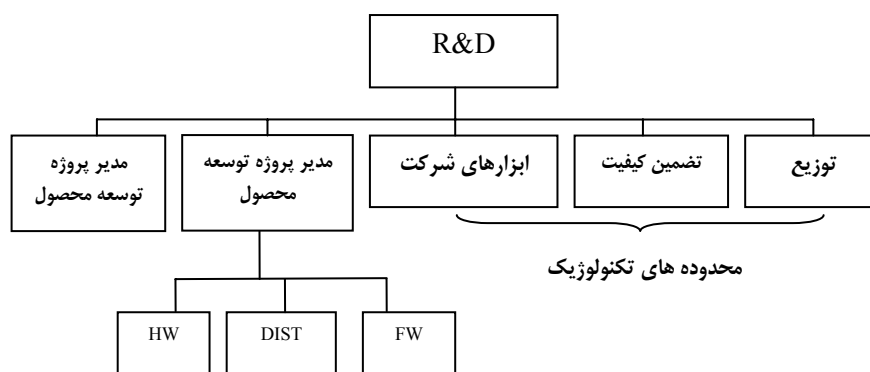 R&D
توزیع
تضمین کیفیت
ابزارهای شرکت
مدیر پروژه توسعه
محصول
مدیر پروژه
توسعه محصول
محدوده های تکنولوژیک
HW
DIST
FW